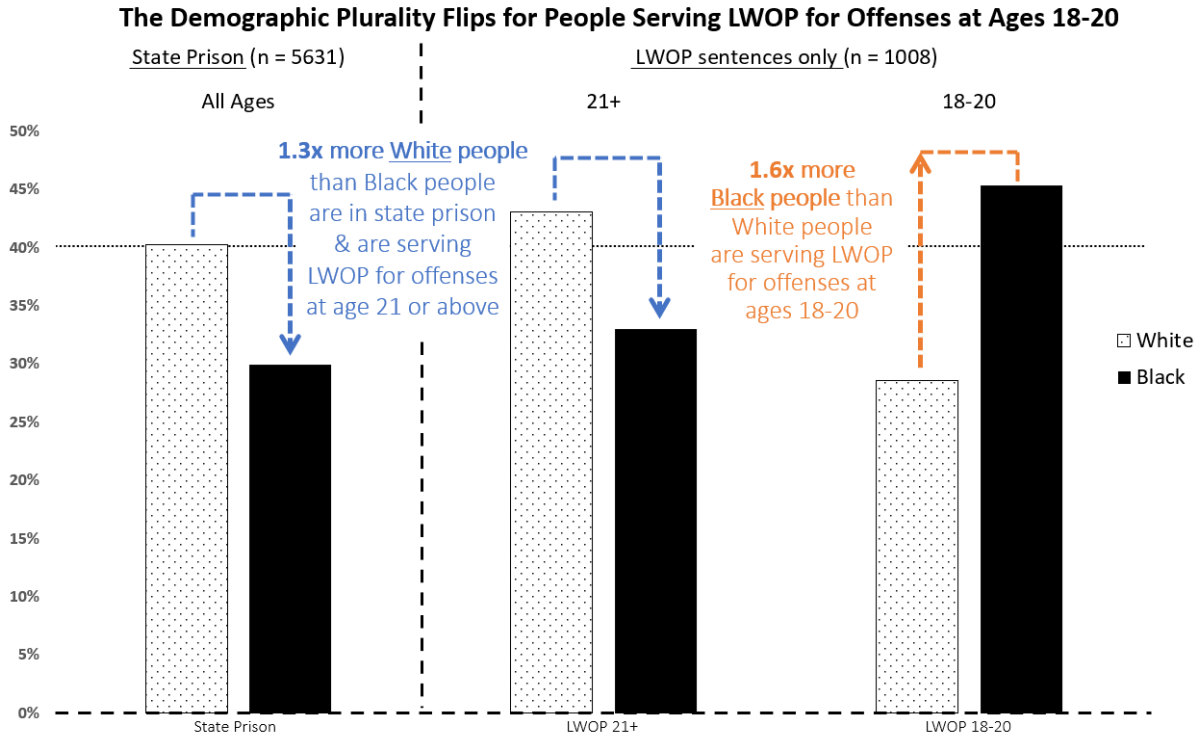 The Demographic Plurality Flips for People Serving LWOP for Offenses at Ages 18-20
State Prison (n = 5631)
LWOP sentences only (n = 1008)
All Ages
21+
18-20
50%
45%
40%
35%
30%
25%
20%
15%
10%
5%
0%
1.3x more White people
than Black people
are in state prison
& are serving
LWOP for offenses
at age 21 or above
1.6x more
Black people than
White people
are serving LWOP
for offenses at
ages 18-20
White
Black
State Prison
LWOP 21+
LWOP 18-20